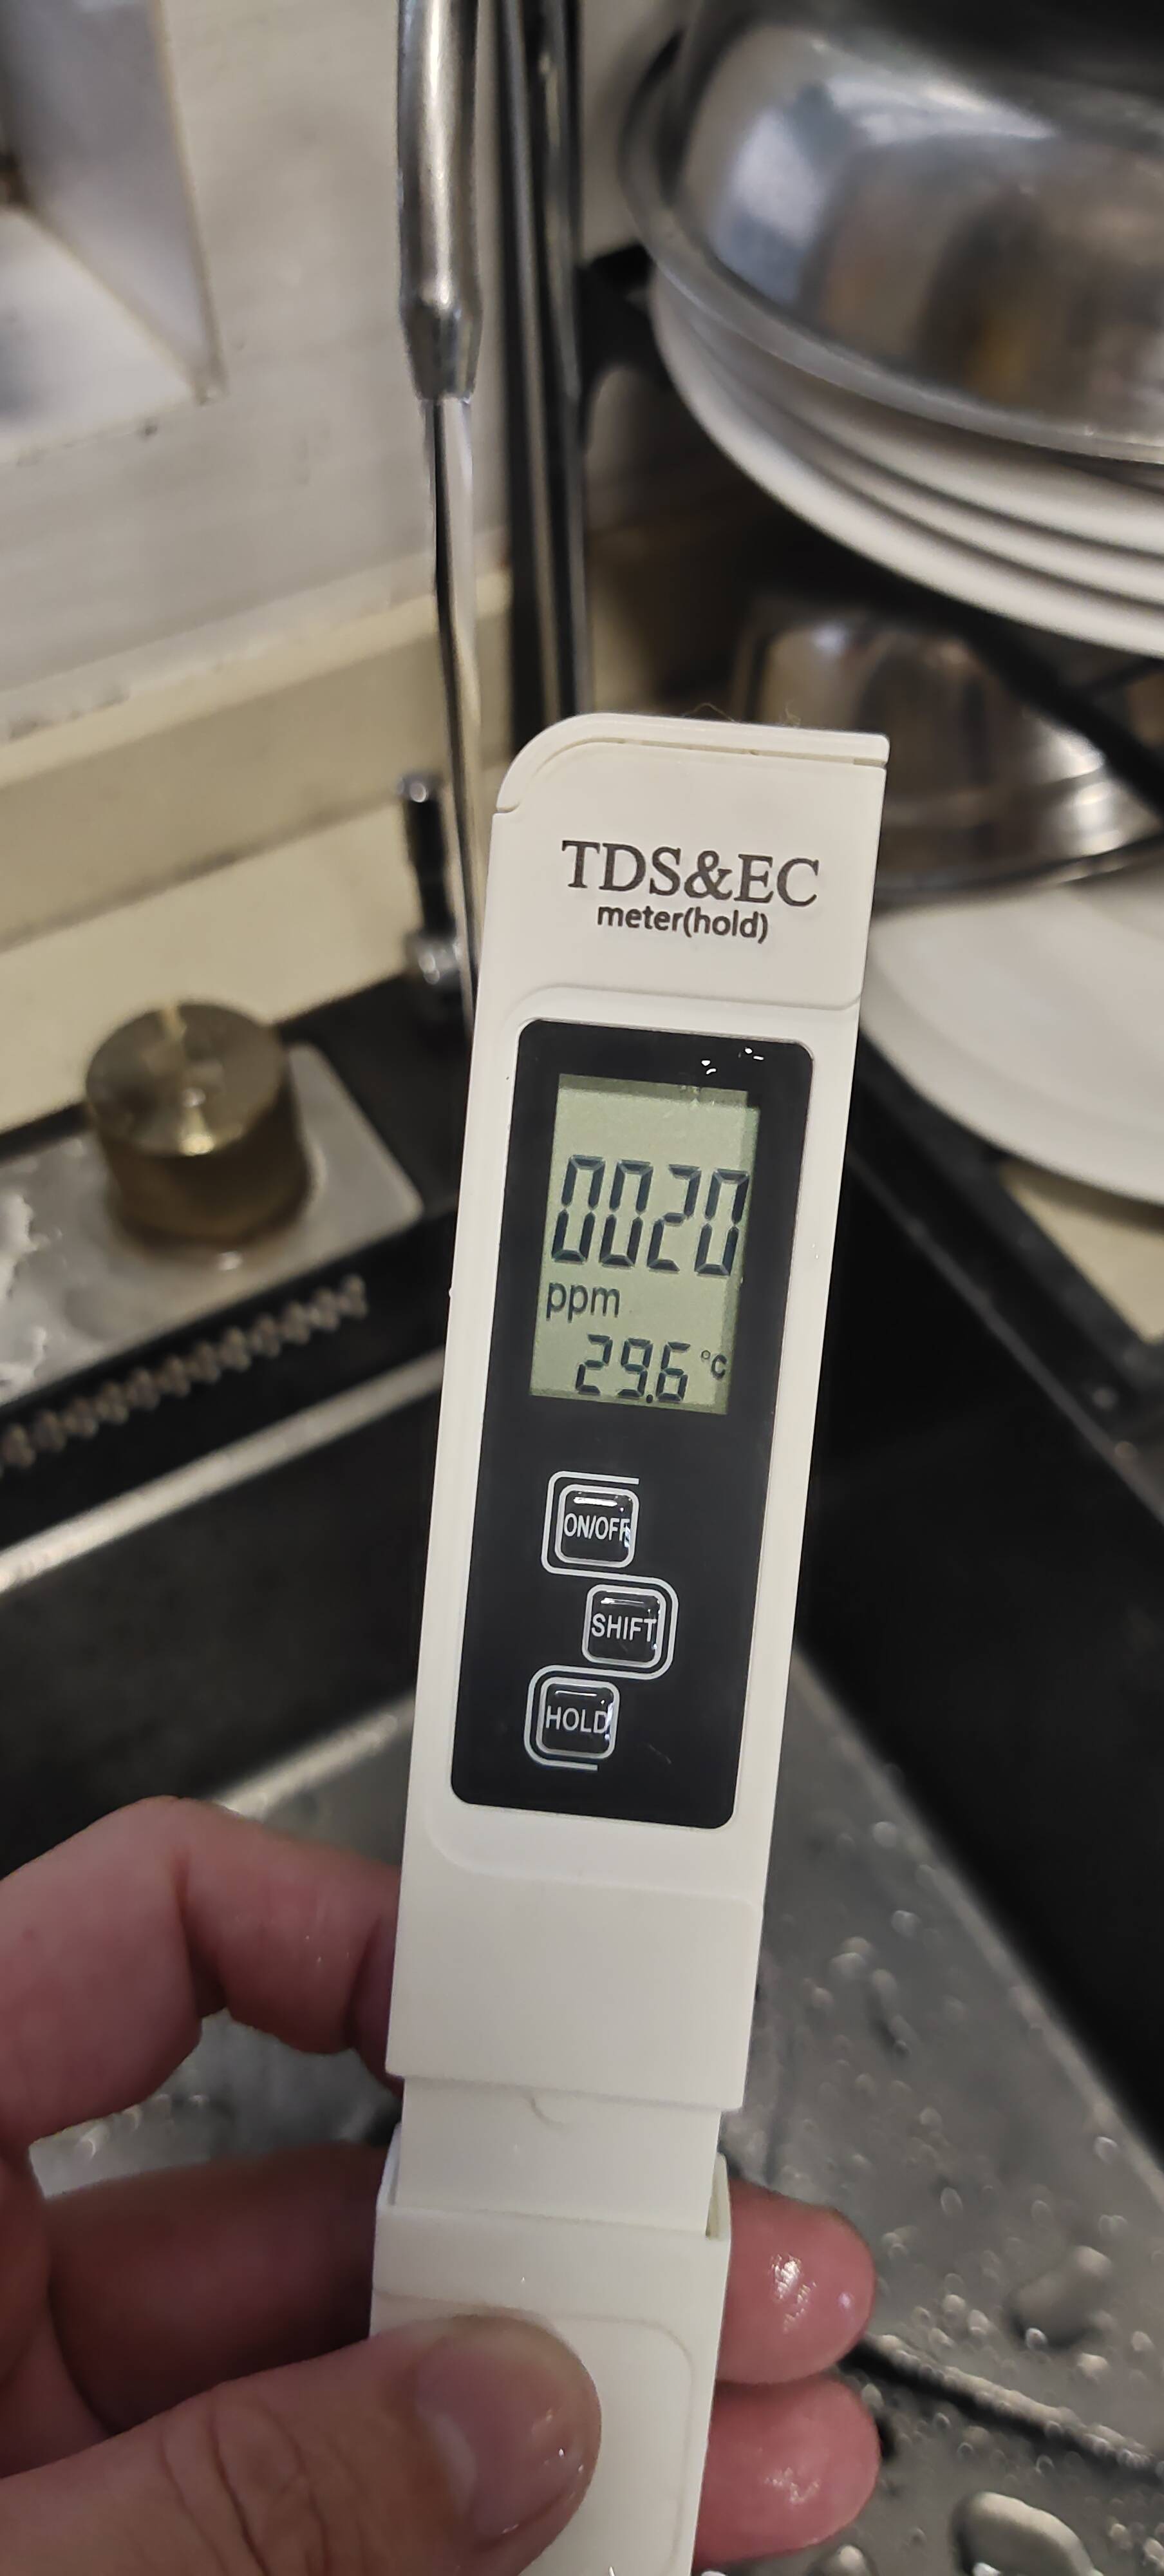 TDS&EC
meter(hold)
0020
ppm
29.6 °C
ON/OFF
SHIFT
HOLD